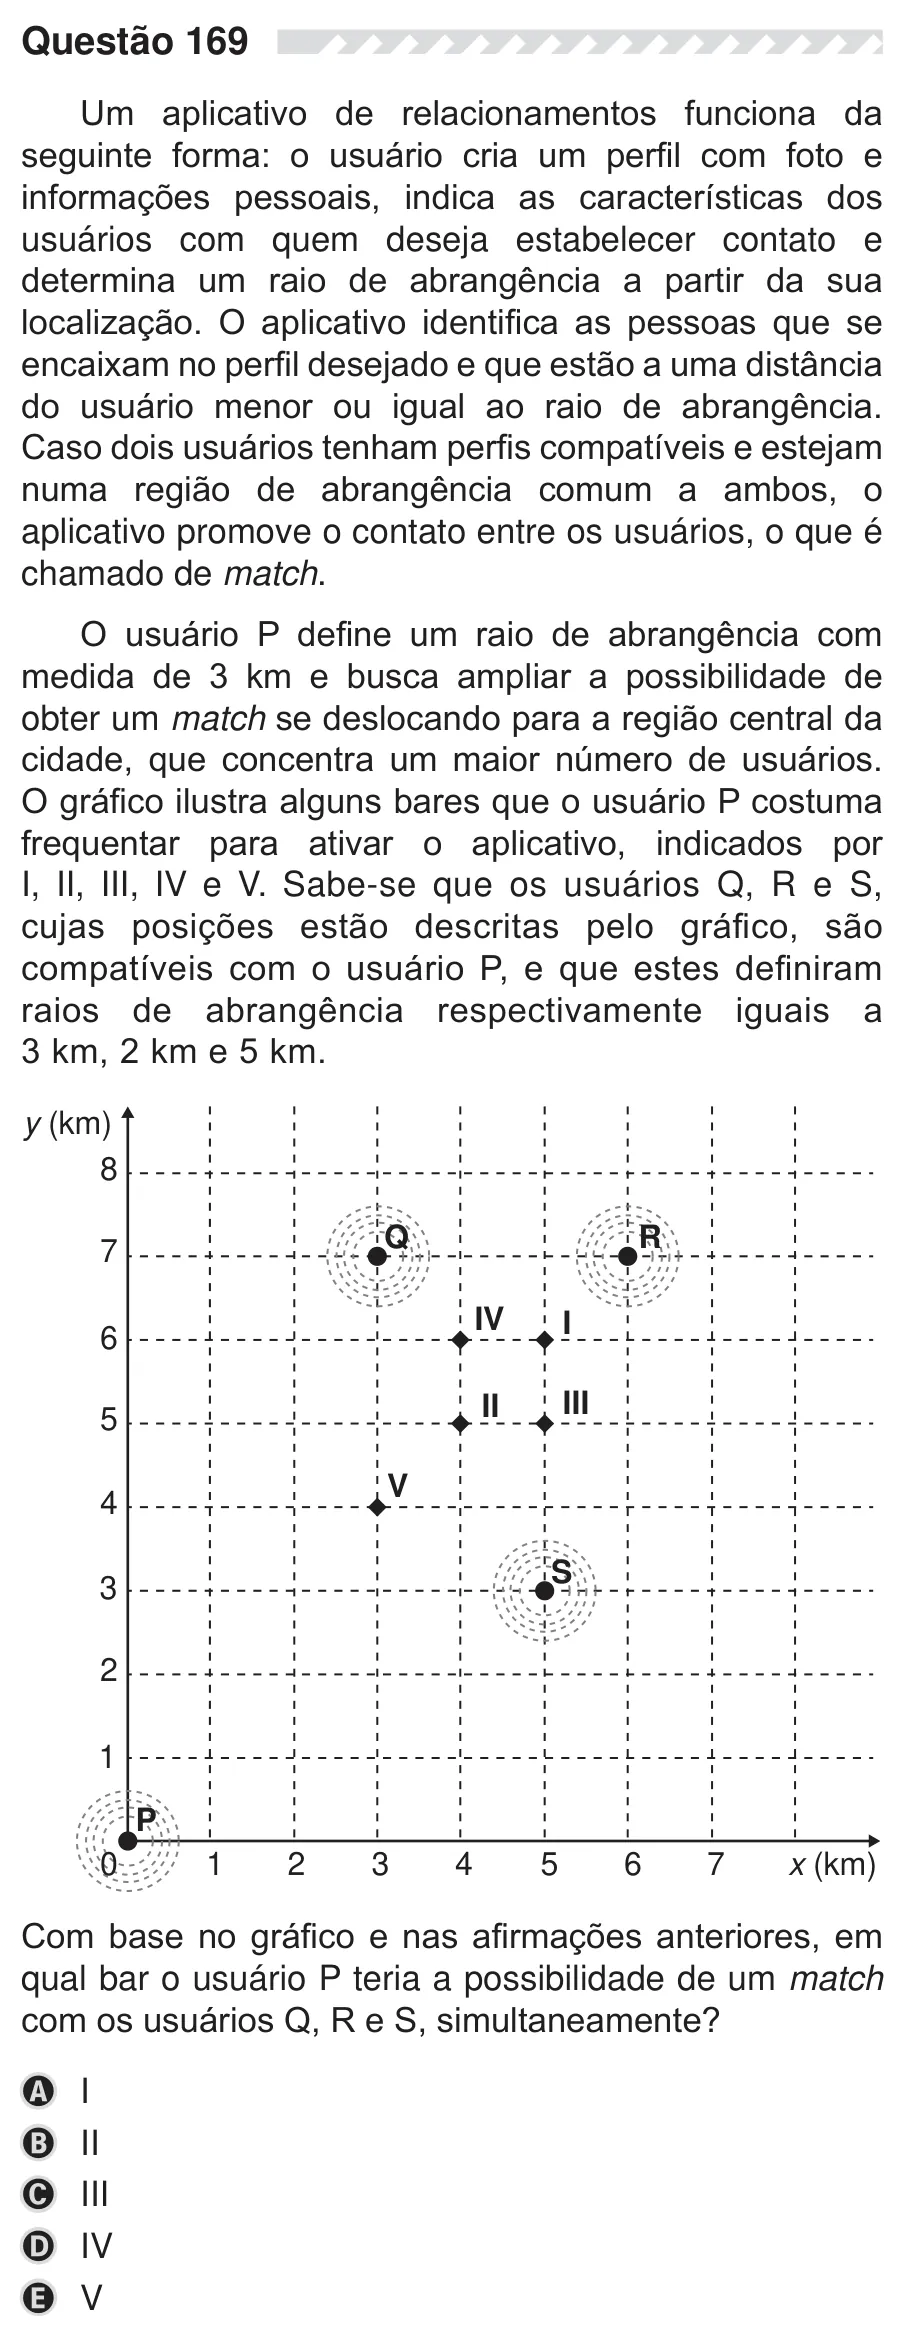 Questão 169
Um aplicativo de relacionamentos funciona da
seguinte forma: o usuário cria um perfil com foto e
informações pessoais, indica as características dos
usuários com quem deseja estabelecer contato e
determina um raio de abrangência a partir da sua
localização. O aplicativo identifica as pessoas que se
encaixam no perfil desejado e que estão a uma distância
do usuário menor ou igual ao raio de abrangência.
Caso dois usuários tenham perfis compatíveis e estejam
numa região de abrangência comum a ambos, o
aplicativo promove o contato entre os usuários, o que é
chamado de match.
O usuário P define um raio de abrangência com
medida de 3 km e busca ampliar a possibilidade de
obter um match se deslocando para a região central da
cidade, que concentra um maior número de usuários.
O gráfico ilustra alguns bares que o usuário P costuma
frequentar para ativar o aplicativo, indicados por
I, II, III, IV e V. Sabe-se que os usuários Q, R e S,
cujas posições estão descritas pelo gráfico, são
compatíveis com o usuário P, e que estes definiram
raios de abrangência respectivamente iguais a
3 km, 2 km e 5 km.
y (km)
8
Q R
7
IV I
6
II III
5
V
4
S
3
2
1
P
0 1 2 3 4 5 6 7 x (km)
Com base no gráfico e nas afirmações anteriores, em
qual bar o usuário P teria a possibilidade de um match
com os usuários Q, R e S, simultaneamente?
A I
B II
C III
D IV
E V